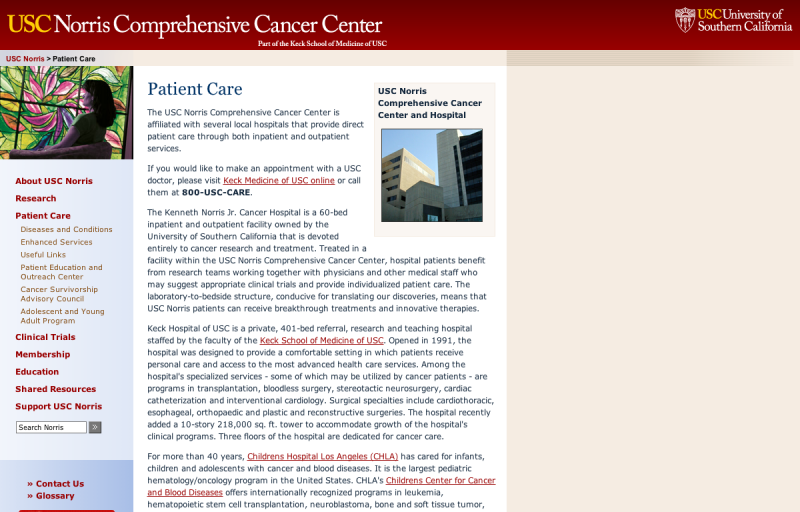 USC Norris Comprehensive Cancer Center
Part of the Keck School of Medicine of USC
USC University of
Southern California
USC Norris > Patient Care
About USC Norris
Research
Patient Care
Diseases and Conditions
Enhanced Services
Useful Links
Patient Education and
Outreach Center
Cancer Survivorship
Advisory Council
Adolescent and Young
Adult Program
Clinical Trials
Membership
Education
Shared Resources
Support USC Norris
Search Norris
»
» Contact Us
» Glossary
Patient Care
The USC Norris Comprehensive Cancer Center is
affiliated with several local hospitals that provide direct
patient care through both inpatient and outpatient
services.
If you would like to make an appointment with a USC
doctor, please visit Keck Medicine of USC online or call
them at 800-USC-CARE.
USC Norris
Comprehensive Cancer
Center and Hospital
The Kenneth Norris Jr. Cancer Hospital is a 60-bed
inpatient and outpatient facility owned by the
University of Southern California that is devoted
entirely to cancer research and treatment. Treated in a
facility within the USC Norris Comprehensive Cancer Center, hospital patients benefit
from research teams working together with physicians and other medical staff who
may suggest appropriate clinical trials and provide individualized patient care. The
laboratory-to-bedside structure, conducive for translating our discoveries, means that
USC Norris patients can receive breakthrough treatments and innovative therapies.
Keck Hospital of USC is a private, 401-bed referral, research and teaching hospital
staffed by the faculty of the Keck School of Medicine of USC. Opened in 1991, the
hospital was designed to provide a comfortable setting in which patients receive
personal care and access to the most advanced health care services. Among the
hospital's specialized services - some of which may be utilized by cancer patients - are
programs in transplantation, bloodless surgery, stereotactic neurosurgery, cardiac
catheterization and interventional cardiology. Surgical specialties include cardiothoracic,
esophageal, orthopaedic and plastic and reconstructive surgeries. The hospital recently
added a 10-story 218,000 sq. ft. tower to accommodate growth of the hospital's
clinical programs. Three floors of the hospital are dedicated for cancer care.
For more than 40 years, Childrens Hospital Los Angeles (CHLA) has cared for infants,
children and adolescents with cancer and blood diseases. It is the largest pediatric
hematology/oncology program in the United States. CHLA's Childrens Center for Cancer
and Blood Diseases offers internationally recognized programs in leukemia,
hematopoietic stem cell transplantation, neuroblastoma, bone and soft tissue tumor,